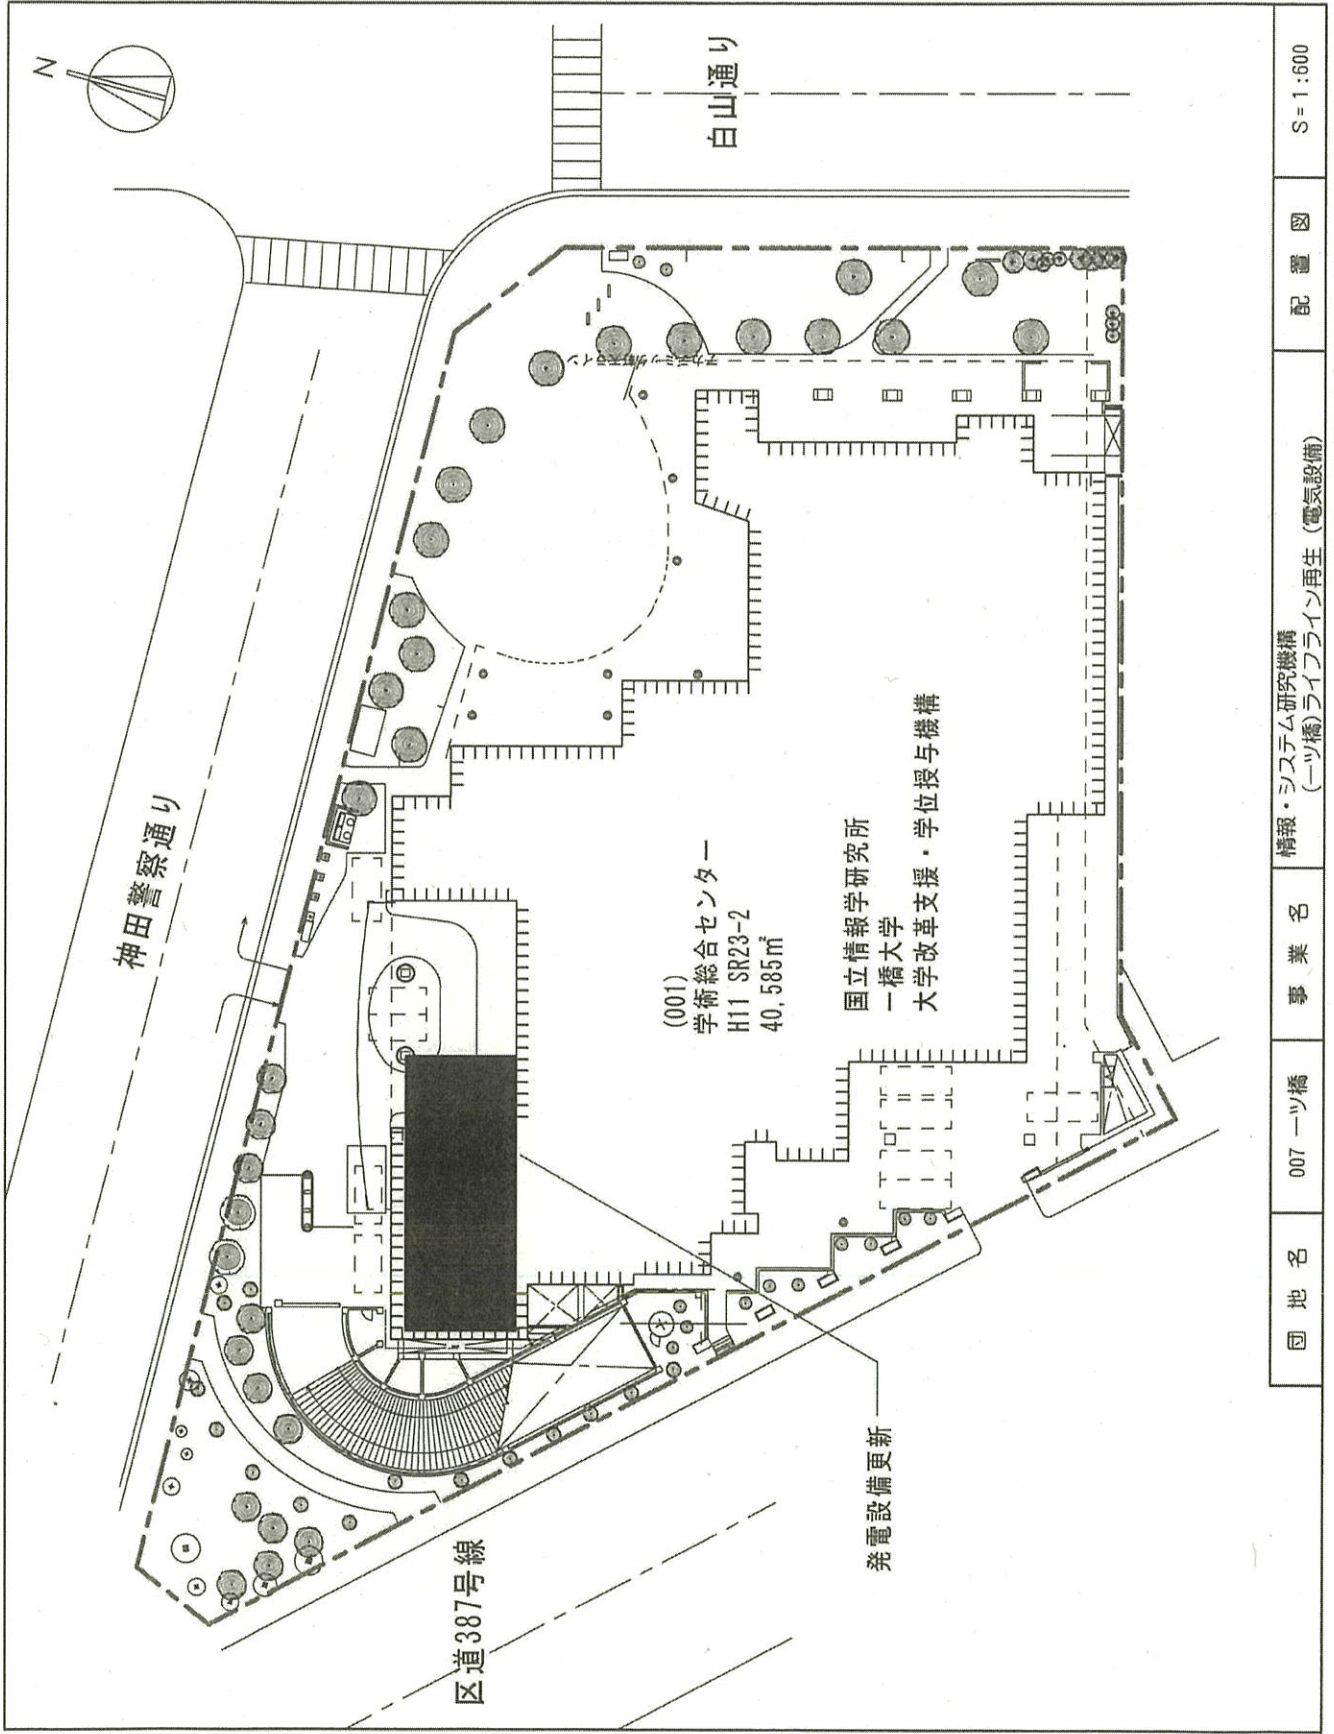 N
神田警察通り
白山通り
区道387号線
(001)
学術総合センター
H11 SR23-2
40,585㎡
国立情報学研究所
一橋大学
大学改革支援・学位授与機構
発電設備更新
団地名
007 一ツ橋
事業名
情報・システム研究機構
(一ツ橋)ライフライン再生(電気設備)
配置図
S=1:600